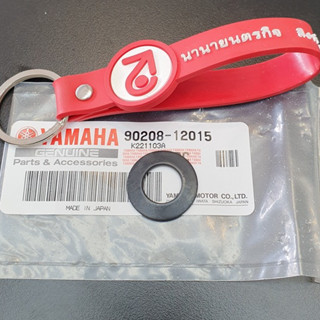 นานายนตรกิจ
YAMAHA 90208-12015
GENUINE K221103A
Parts & Accessories
YAMAHA MOTOR CO., LTD.
MADE IN JAPAN